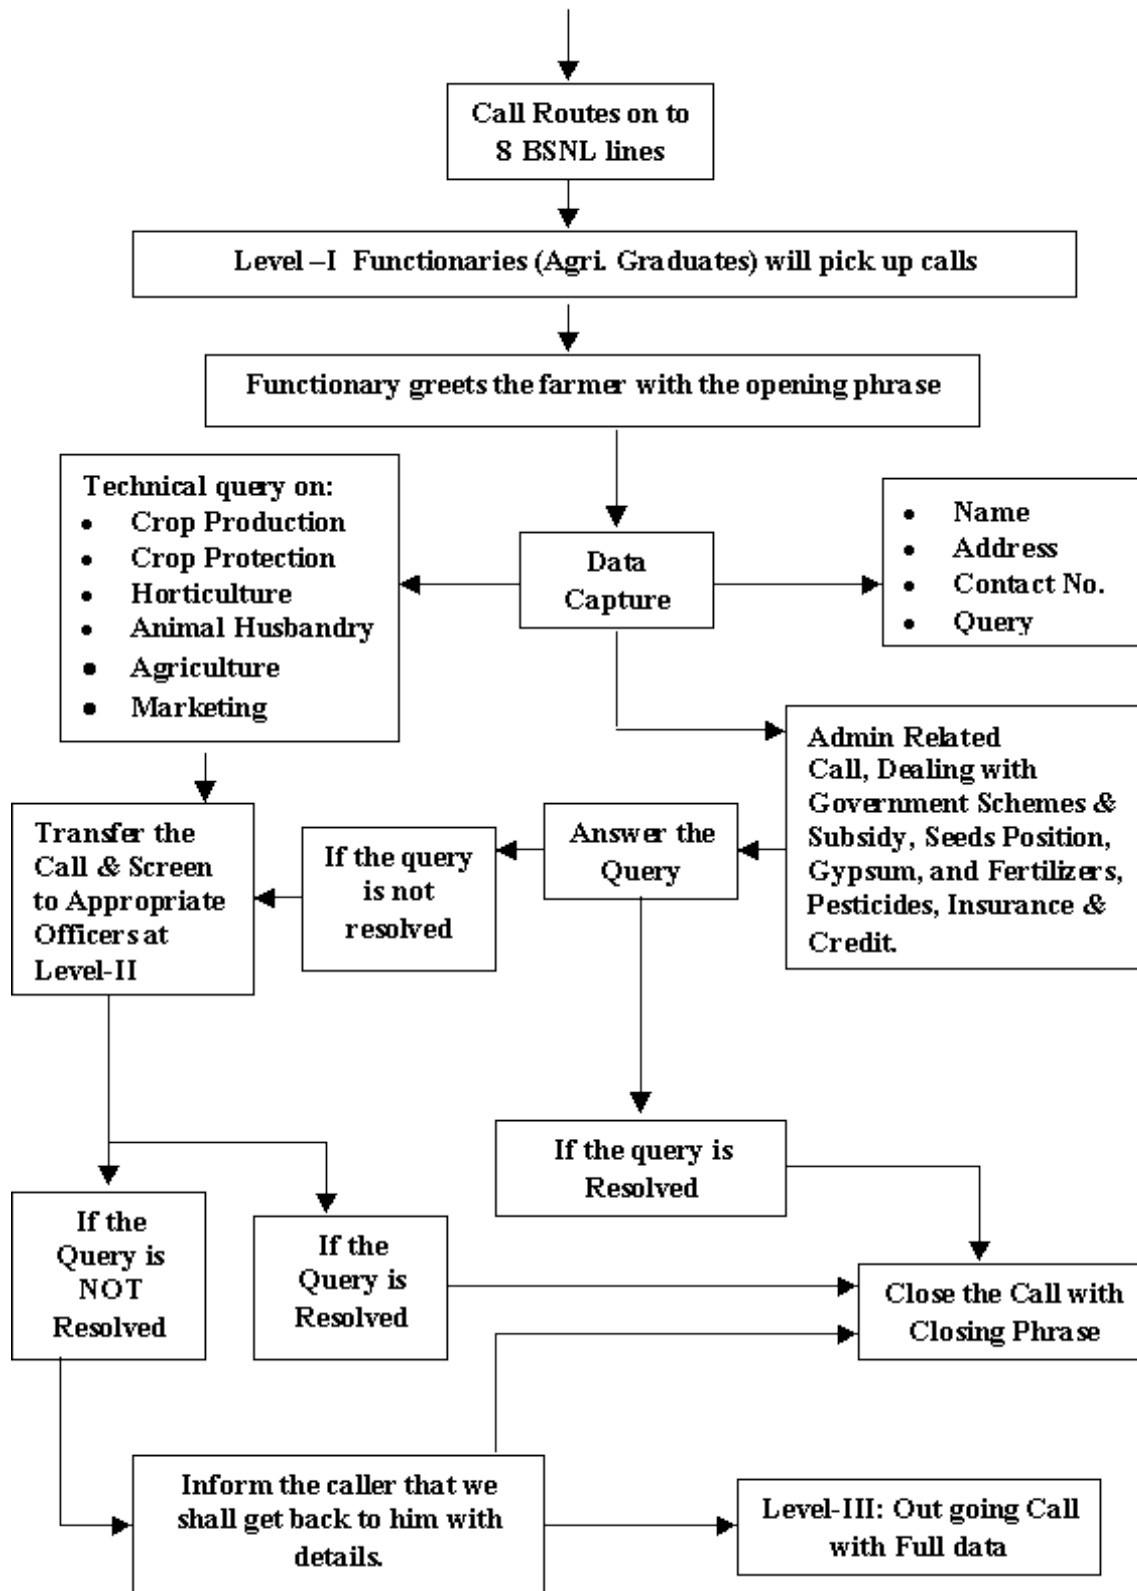 Call Routes on to
8 BSNL lines
Level –I Functionaries (Agri. Graduates) will pick up calls
Functionary greets the farmer with the opening phrase
Technical query on:
• Crop Production
• Crop Protection
• Horticulture
• Animal Husbandry
• Agriculture
• Marketing
Data
Capture
• Name
• Address
• Contact No.
• Query
Admin Related
Call, Dealing with
Government Schemes &
Subsidy, Seeds Position,
Gypsum, and Fertilizers,
Pesticides, Insurance &
Credit.
Answer the
Query
If the query
is not
resolved
Transfer the
Call & Screen
to Appropriate
Officers at
Level-II
If the query is
Resolved
If the
Query is
NOT
Resolved
If the
Query is
Resolved
Close the Call with
Closing Phrase
Inform the caller that we
shall get back to him with
details.
Level-III: Out going Call
with Full data